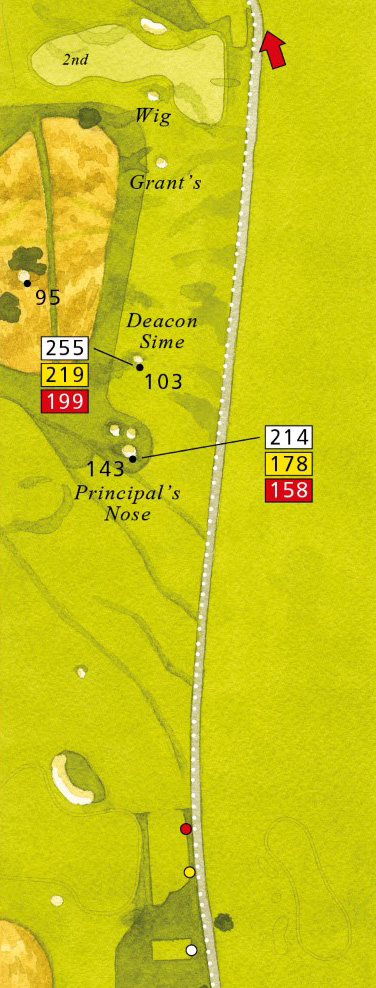 2nd
Wig
Grant's
95
Deacon
Sime
255
219
199
103
214
178
158
143
Principal's
Nose